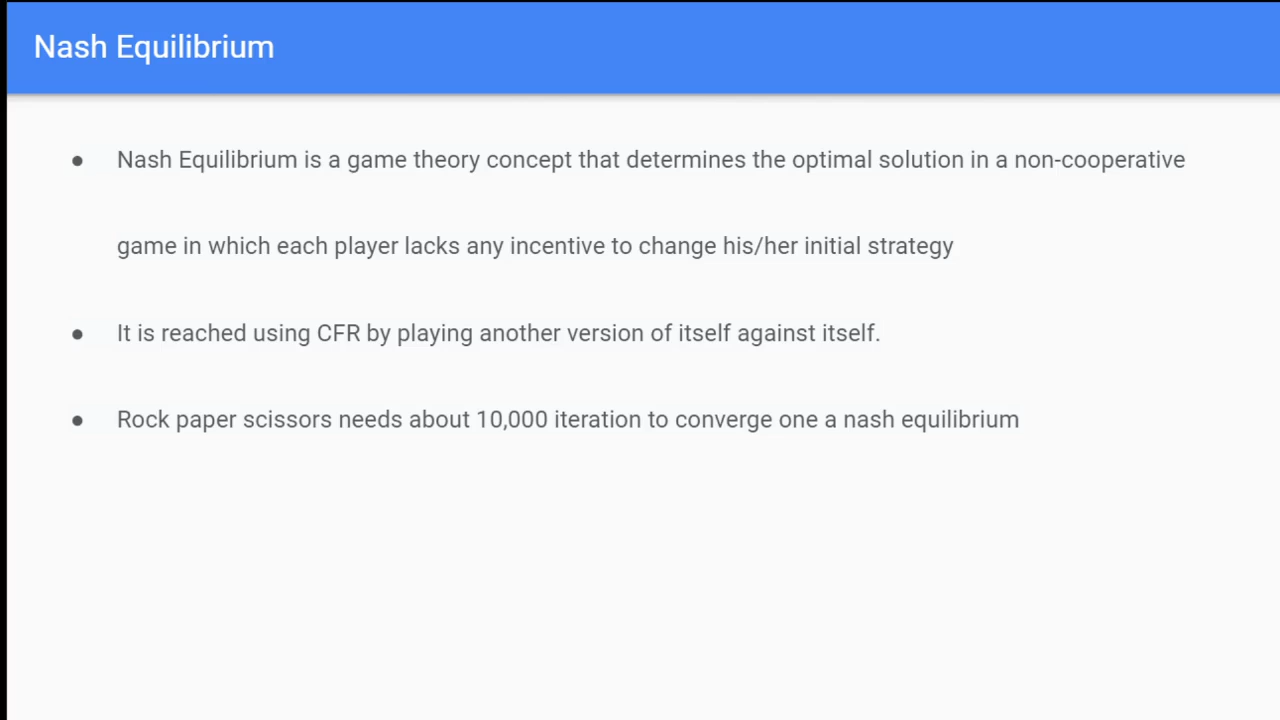 Nash Equilibrium
● Nash Equilibrium is a game theory concept that determines the optimal solution in a non-cooperative
game in which each player lacks any incentive to change his/her initial strategy
● It is reached using CFR by playing another version of itself against itself.
● Rock paper scissors needs about 10,000 iteration to converge one a nash equilibrium